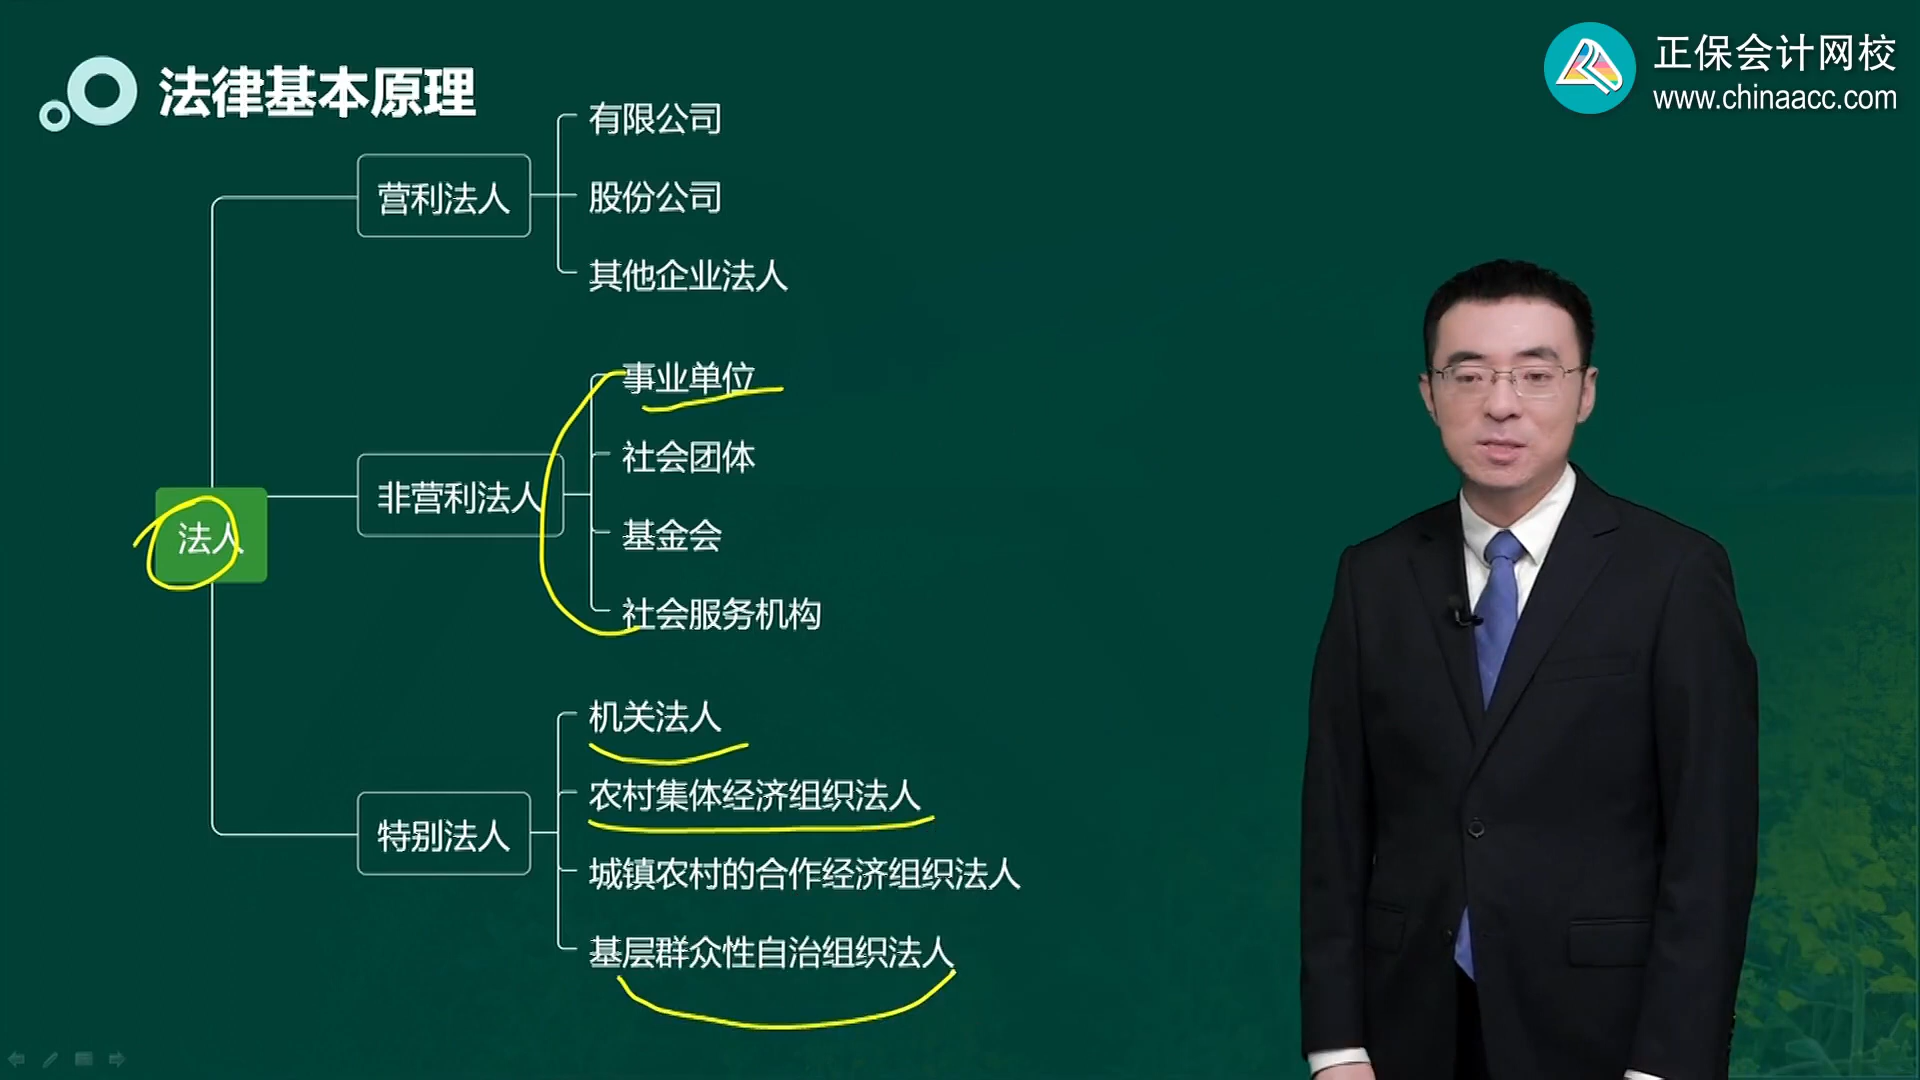 法律基本原理
正保会计网校
www.chinaacc.com
法人
营利法人
有限公司
股份公司
其他企业法人
非营利法人
事业单位
社会团体
基金会
社会服务机构
特别法人
机关法人
农村集体经济组织法人
城镇农村的合作经济组织法人
基层群众性自治组织法人